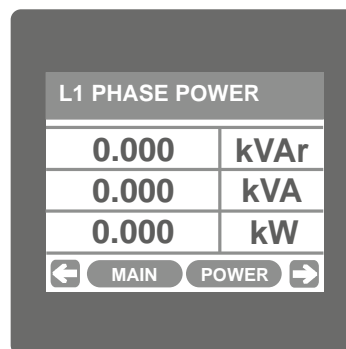 L1 PHASE POWER
0.000 kVAr
0.000 kVA
0.000 kW
MAIN POWER